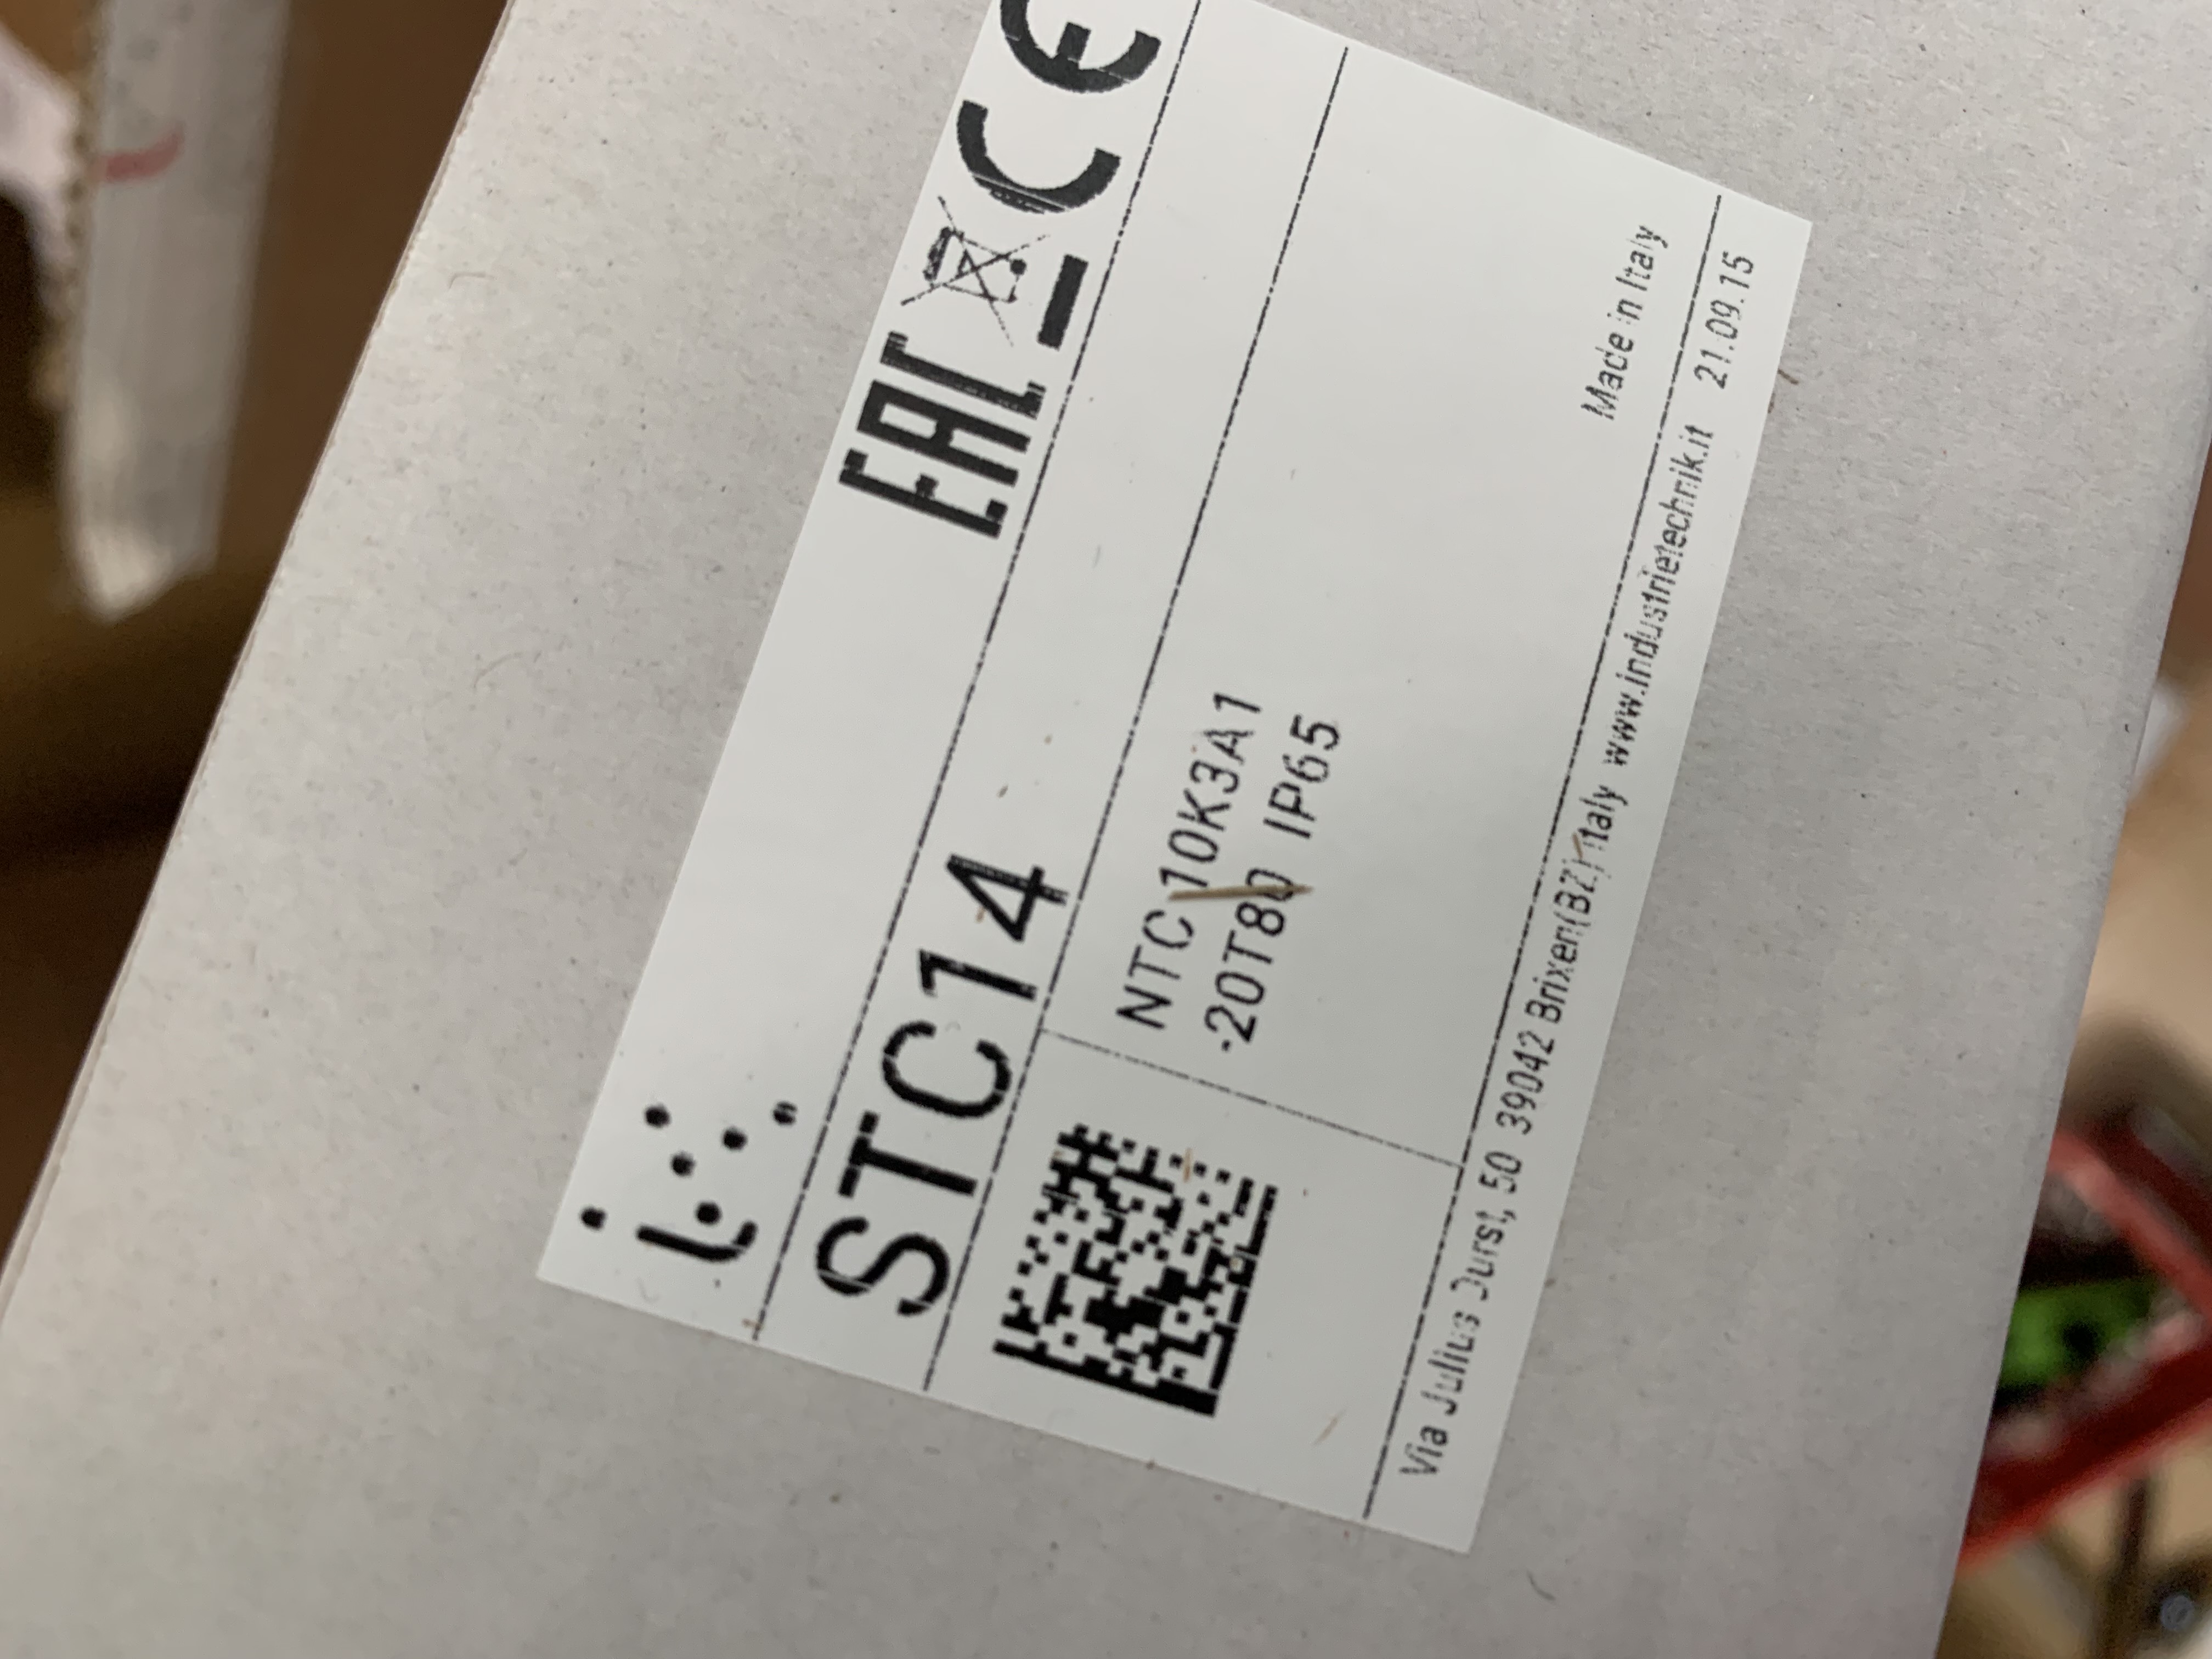 EAC CE
STC14
NTC 10K3A1
-20T80 IP65
Made in Italy
Via Julius Durst, 50 39042 Brixen(BZ) Italy www.industrietechnik.it 21.09.15